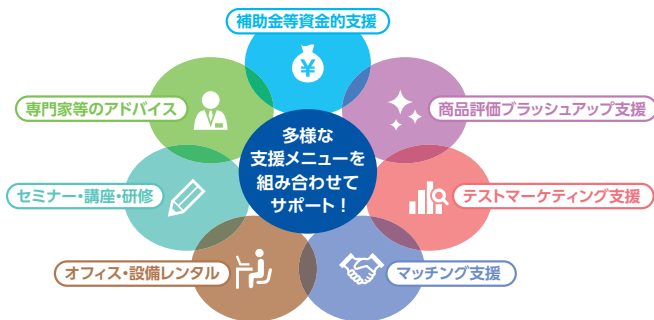 補助金等資金的支援
専門家等のアドバイス
商品評価ブラッシュアップ支援
多様な
支援メニューを
組み合わせて
サポート！
セミナー・講座・研修
テストマーケティング支援
オフィス・設備レンタル
マッチング支援
¥